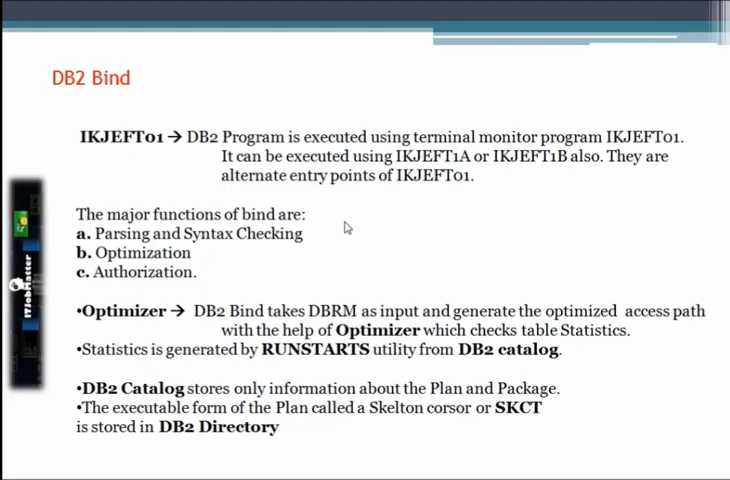 DB2 Bind
IKJEFT01 → DB2 Program is executed using terminal monitor program IKJEFT01.
It can be executed using IKJEFT1A or IKJEFT1B also. They are
alternate entry points of IKJEFT01.
The major functions of bind are:
a. Parsing and Syntax Checking
b. Optimization
c. Authorization.
•Optimizer → DB2 Bind takes DBRM as input and generate the optimized access path
with the help of Optimizer which checks table Statistics.
•Statistics is generated by RUNSTARTS utility from DB2 catalog.
•DB2 Catalog stores only information about the Plan and Package.
•The executable form of the Plan called a Skelton corsor or SKCT
is stored in DB2 Directory
ITJobMatter